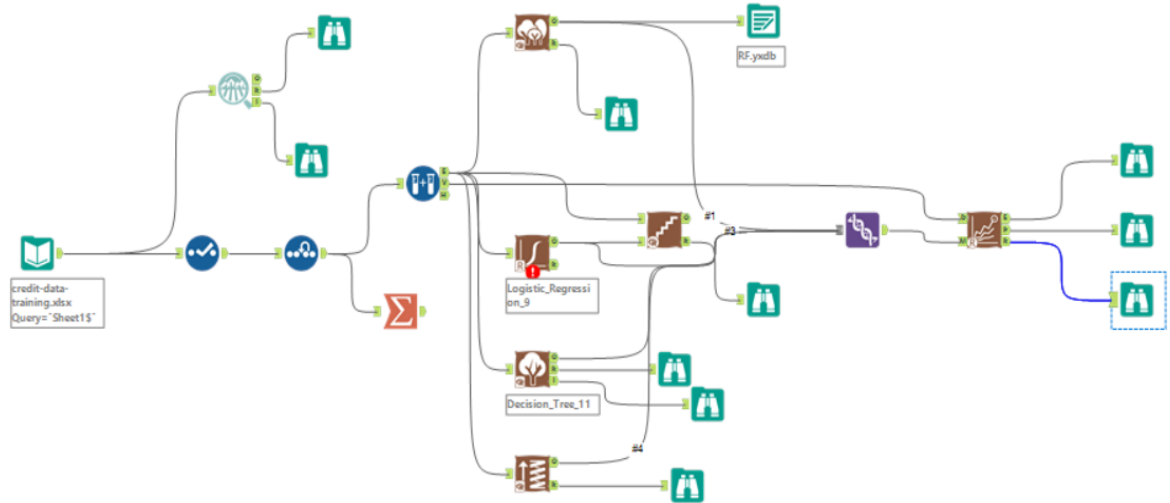 RF.yxdb
#1
#3
credit-data-
training.xlsx
Query=`Sheet1$`
Logistic_Regressi
on_9
Decision_Tree_11
#4